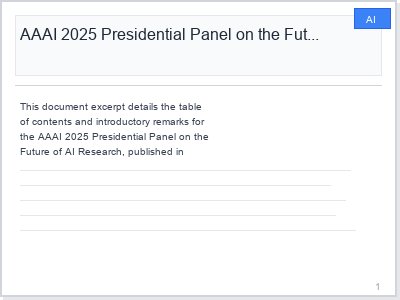 AI
AAAI 2025 Presidential Panel on the Fut...
This document excerpt details the table
of contents and introductory remarks for
the AAAI 2025 Presidential Panel on the
Future of AI Research, published in
1